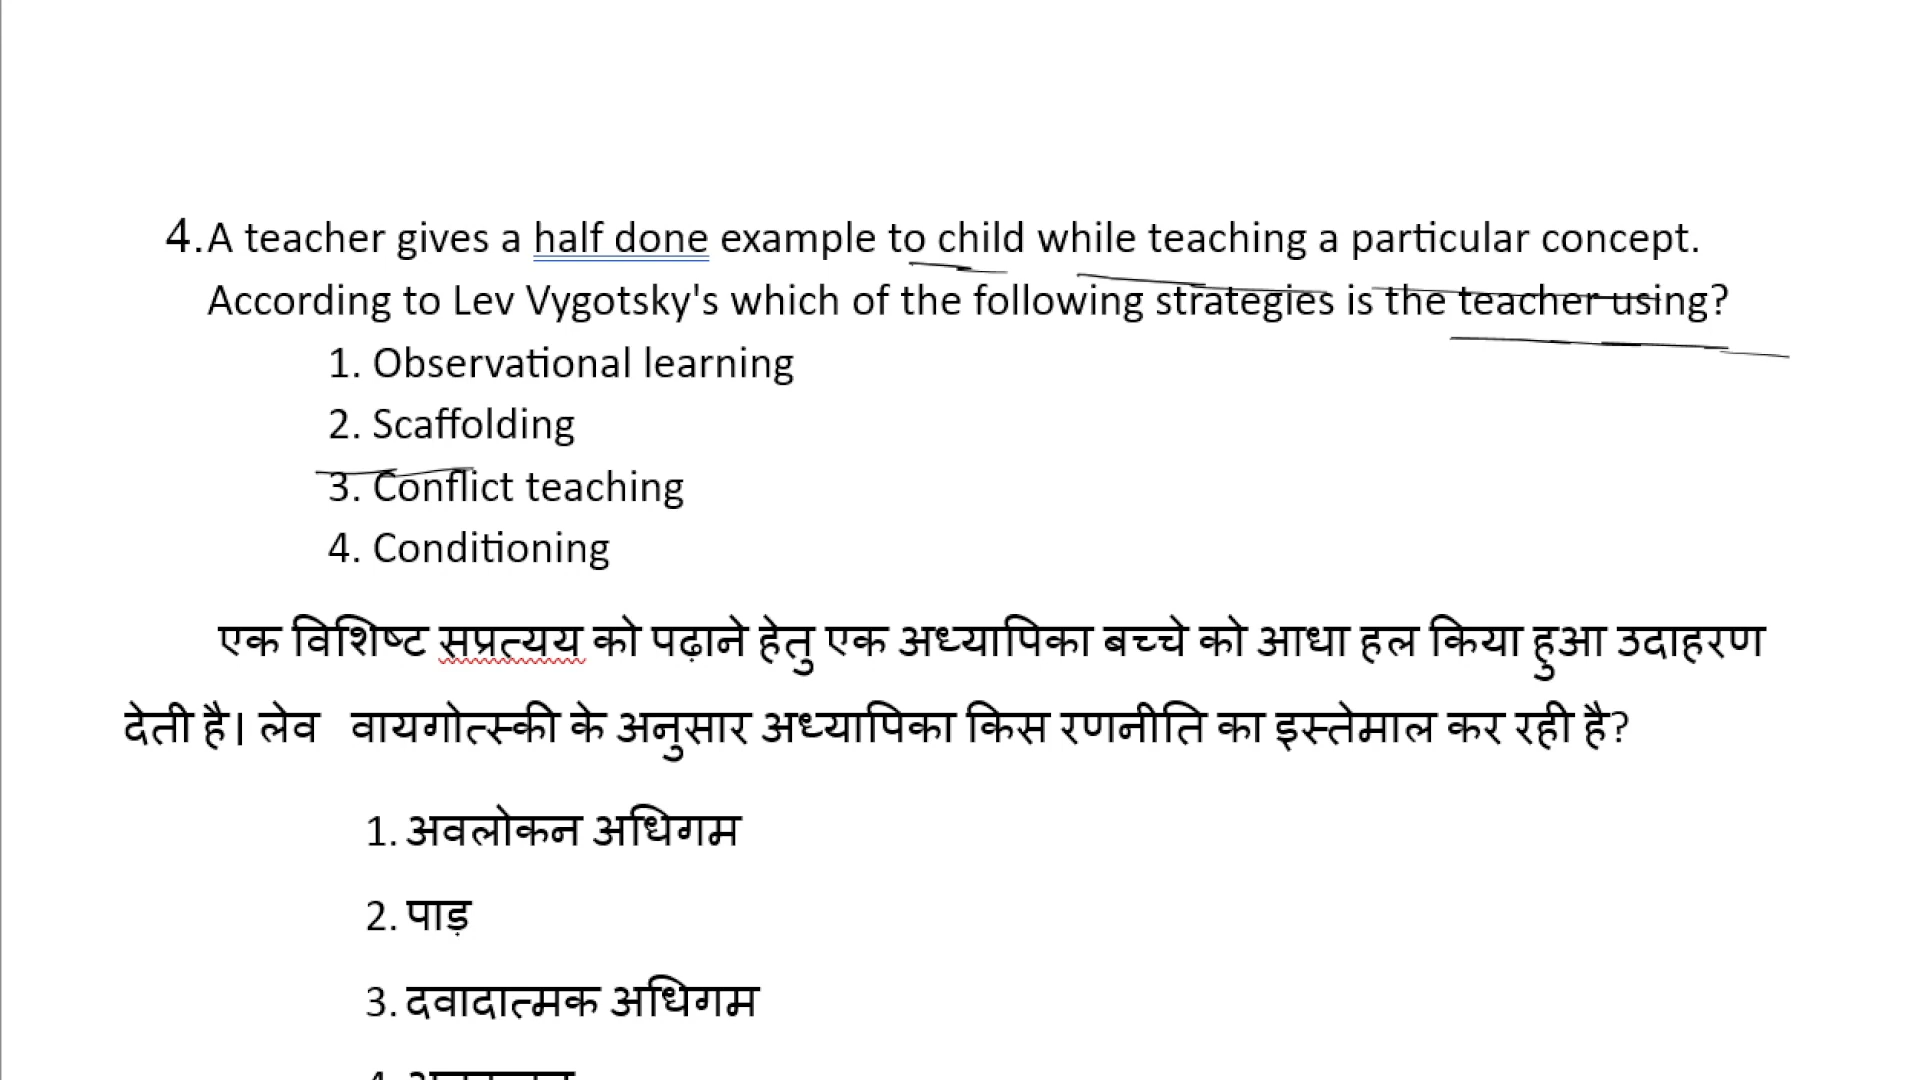 4. A teacher gives a half done example to child while teaching a particular concept.
According to Lev Vygotsky's which of the following strategies is the teacher using?
1. Observational learning
2. Scaffolding
3. Conflict teaching
4. Conditioning
एक विशिष्ट सप्रत्यय को पढ़ाने हेतु एक अध्यापिका बच्चे को आधा हल किया हुआ उदाहरण
देती है। लेव वायगोत्स्की के अनुसार अध्यापिका किस रणनीति का इस्तेमाल कर रही है?
1. अवलोकन अधिगम
2. पाड़
3. दवादात्मक अधिगम
4.